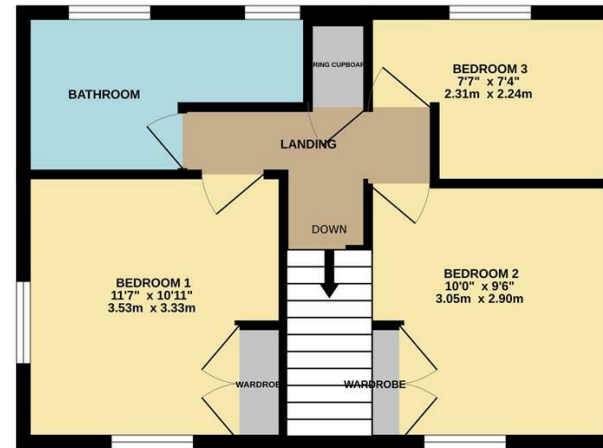 BATHROOM
RING CUPBOAR
BEDROOM 3
7'7" x 7'4"
2.31m x 2.24m
LANDING
DOWN
BEDROOM 1
11'7" x 10'11"
3.53m x 3.33m
BEDROOM 2
10'0" x 9'6"
3.05m x 2.90m
WARDROBE
WARDROBE